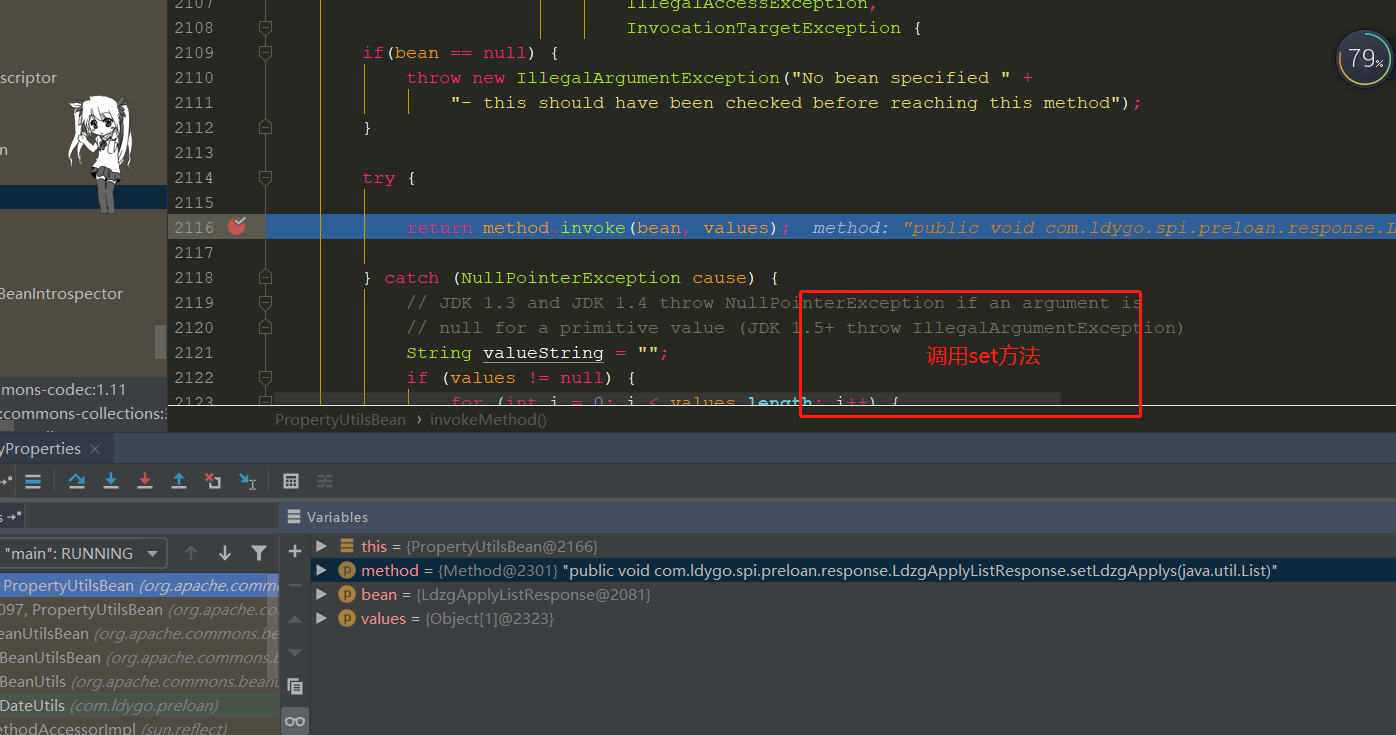 2107 IllegalAccessException,
2108 InvocationTargetException {
2109 if(bean == null) {
2110 throw new IllegalArgumentException("No bean specified " +
2111 "- this should have been checked before reaching this method");
2112 }
2113
2114 try {
2115
2116 return method.invoke(bean, values); method: "public void com.ldygo.spi.preloan.response.L
2117
2118 } catch (NullPointerException cause) {
2119 // JDK 1.3 and JDK 1.4 throw NullPointerException if an argument is
2120 // null for a primitive value (JDK 1.5+ throw IllegalArgumentException)
2121 String valueString = "";
2122 if (values != null) {
2123 for (int i = 0; i < values.length; i++) {
调用set方法
79%
scriptor
n
BeanIntrospector
mons-codec:1.11
:commons-collections:3
PropertyUtilsBean › invokeMethod()
yProperties ×
s
Variables
"main": RUNNING
PropertyUtilsBean (org.apache.comm
097, PropertyUtilsBean (org.apache.co
eanUtilsBean (org.apache.commons.be
BeanUtilsBean (org.apache.commons.b
BeanUtils (org.apache.commons.beanu
DateUtils (com.ldygo.preloan)
ethodAccessorImpl (sun.reflect)
this = {PropertyUtilsBean@2166}
method = {Method@2301} "public void com.ldygo.spi.preloan.response.LdzgApplyListResponse.setLdzgApplys(java.util.List)"
bean = {LdzgApplyListResponse@2081}
values = {Object[1]@2323}